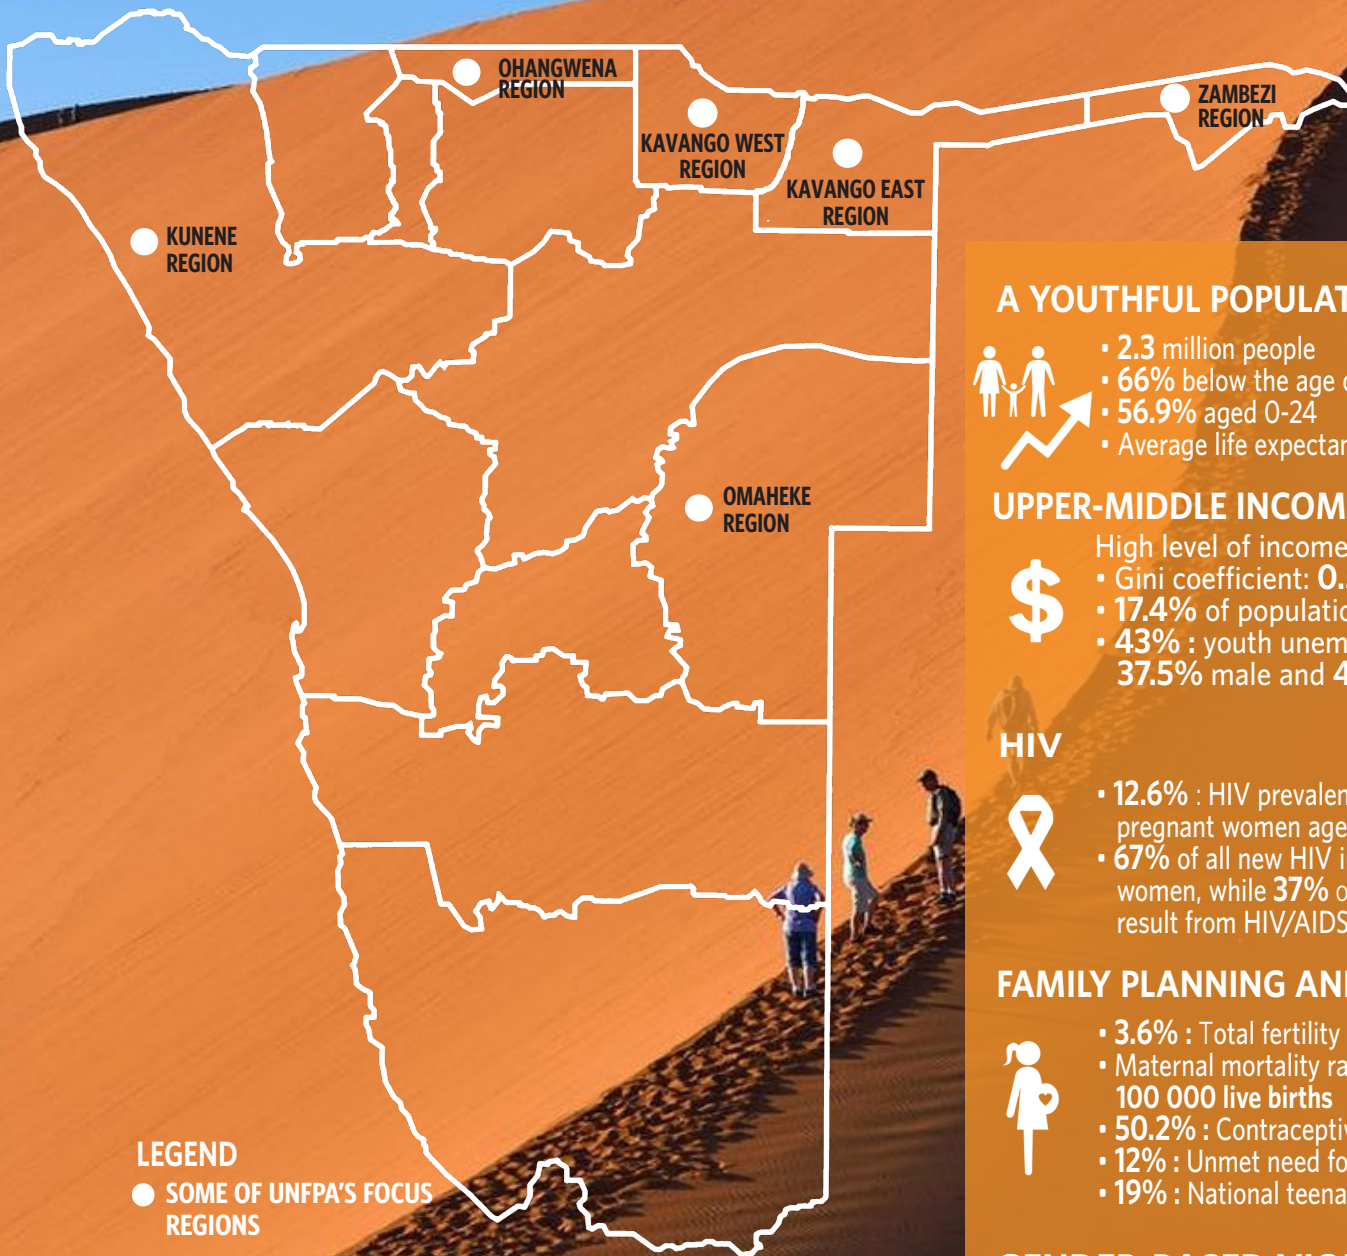 OHANGWENA
REGION
ZAMBEZI
REGION
KAVANGO WEST
REGION
KAVANGO EAST
REGION
KUNENE
REGION
OMAHEKE
REGION
LEGEND
SOME OF UNFPA'S FOCUS
REGIONS
A YOUTHFUL POPULAT
• 2.3 million people
• 66% below the age
• 56.9% aged 0-24
• Average life expectan
UPPER-MIDDLE INCOM
High level of income
• Gini coefficient: 0.
• 17.4% of populatio
• 43% : youth unem
37.5% male and 4
HIV
• 12.6% : HIV prevalen
pregnant women age
• 67% of all new HIV i
women, while 37% o
result from HIV/AIDS
FAMILY PLANNING AN
• 3.6% : Total fertility
• Maternal mortality ra
100 000 live births
• 50.2% : Contraceptiv
• 12% : Unmet need fo
• 19% : National teena